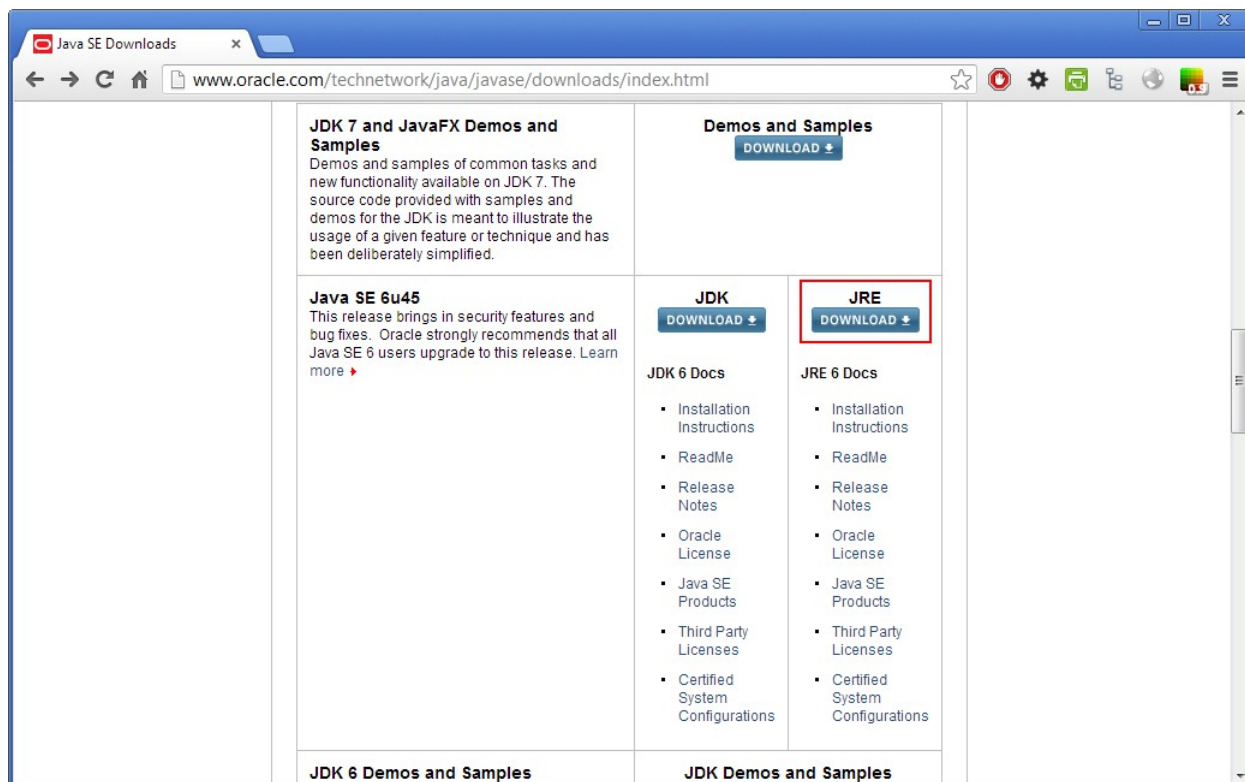 Java SE Downloads
www.oracle.com/technetwork/java/javase/downloads/index.html
0.9
JDK 7 and JavaFX Demos and
Samples
Demos and samples of common tasks and
new functionality available on JDK 7. The
source code provided with samples and
demos for the JDK is meant to illustrate the
usage of a given feature or technique and has
been deliberately simplified.
Demos and Samples
DOWNLOAD
Java SE 6u45
This release brings in security features and
bug fixes. Oracle strongly recommends that all
Java SE 6 users upgrade to this release. Learn
more
JDK
DOWNLOAD
JDK 6 Docs
Installation
Instructions
ReadMe
Release
Notes
Oracle
License
Java SE
Products
Third Party
Licenses
Certified
System
Configurations
JRE
DOWNLOAD
JRE 6 Docs
Installation
Instructions
ReadMe
Release
Notes
Oracle
License
Java SE
Products
Third Party
Licenses
Certified
System
Configurations
JDK 6 Demos and Samples
JDK Demos and Samples